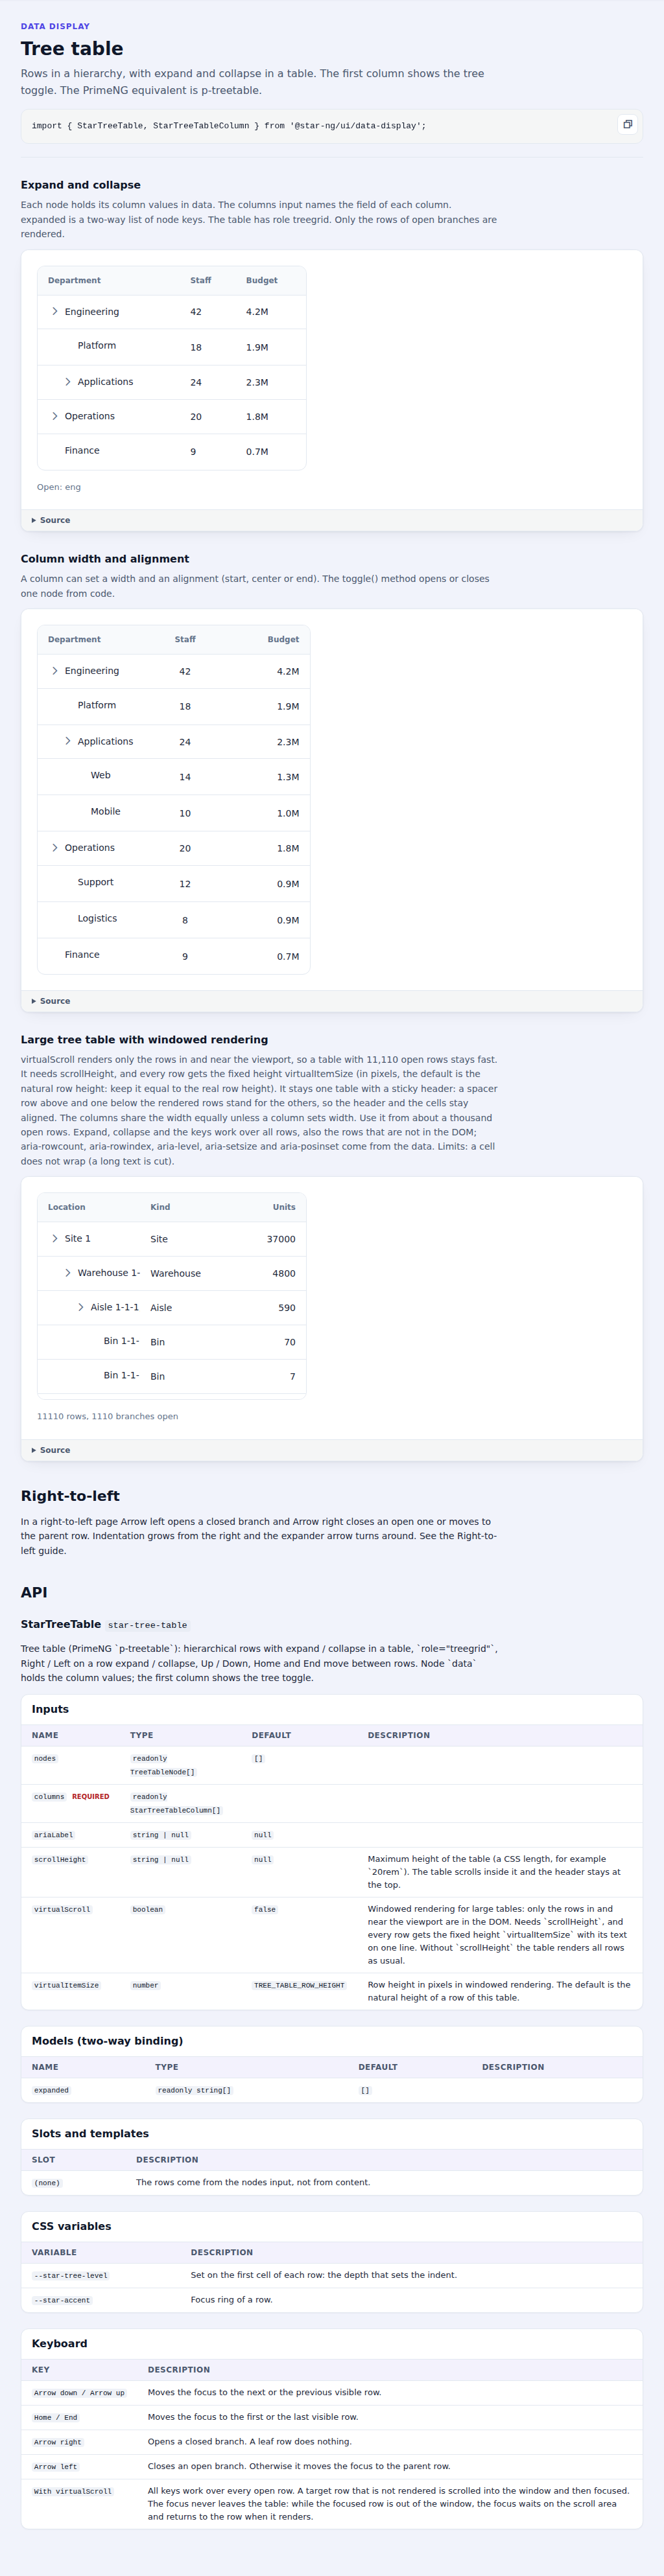 DATA DISPLAY
Tree table
Rows in a hierarchy, with expand and collapse in a table. The first column shows the tree
toggle. The PrimeNG equivalent is p-treetable.
import { StarTreeTable, StarTreeTableColumn } from '@star-ng/ui/data-display';
Expand and collapse
Each node holds its column values in data. The columns input names the field of each column.
expanded is a two-way list of node keys. The table has role treegrid. Only the rows of open branches are
rendered.
Department Staff Budget
Engineering 42 4.2M
Platform 18 1.9M
Applications 24 2.3M
Operations 20 1.8M
Finance 9 0.7M
Open: eng
Source
Column width and alignment
A column can set a width and an alignment (start, center or end). The toggle() method opens or closes
one node from code.
Department Staff Budget
Engineering 42 4.2M
Platform 18 1.9M
Applications 24 2.3M
Web 14 1.3M
Mobile 10 1.0M
Operations 20 1.8M
Support 12 0.9M
Logistics 8 0.9M
Finance 9 0.7M
Source
Large tree table with windowed rendering
virtualScroll renders only the rows in and near the viewport, so a table with 11,110 open rows stays fast.
It needs scrollHeight, and every row gets the fixed height virtualItemSize (in pixels, the default is the
natural row height: keep it equal to the real row height). It stays one table with a sticky header: a spacer
row above and one below the rendered rows stand for the others, so the header and the cells stay
aligned. The columns share the width equally unless a column sets width. Use it from about a thousand
open rows. Expand, collapse and the keys work over all rows, also the rows that are not in the DOM;
aria-rowcount, aria-rowindex, aria-level, aria-setsize and aria-posinset come from the data. Limits: a cell
does not wrap (a long text is cut).
Location Kind Units
Site 1 Site 37000
Warehouse 1- Warehouse 4800
Aisle 1-1-1 Aisle 590
Bin 1-1- Bin 70
Bin 1-1- Bin 7
11110 rows, 1110 branches open
Source
Right-to-left
In a right-to-left page Arrow left opens a closed branch and Arrow right closes an open one or moves to
the parent row. Indentation grows from the right and the expander arrow turns around. See the Right-to-
left guide.
API
StarTreeTable star-tree-table
Tree table (PrimeNG `p-treetable`): hierarchical rows with expand / collapse in a table, `role="treegrid"`,
Right / Left on a row expand / collapse, Up / Down, Home and End move between rows. Node `data`
holds the column values; the first column shows the tree toggle.
Inputs
NAME TYPE DEFAULT DESCRIPTION
nodes readonly TreeTableNode[] []
columns REQUIRED readonly StarTreeTableColumn[]
ariaLabel string | null null
scrollHeight string | null null Maximum height of the table (a CSS length, for example
`20rem`). The table scrolls inside it and the header stays at
the top.
virtualScroll boolean false Windowed rendering for large tables: only the rows in and
near the viewport are in the DOM. Needs `scrollHeight`, and
every row gets the fixed height `virtualItemSize` with its text
on one line. Without `scrollHeight` the table renders all rows
as usual.
virtualItemSize number TREE_TABLE_ROW_HEIGHT Row height in pixels in windowed rendering. The default is the
natural height of a row of this table.
Models (two-way binding)
NAME TYPE DEFAULT DESCRIPTION
expanded readonly string[] []
Slots and templates
SLOT DESCRIPTION
(none) The rows come from the nodes input, not from content.
CSS variables
VARIABLE DESCRIPTION
--star-tree-level Set on the first cell of each row: the depth that sets the indent.
--star-accent Focus ring of a row.
Keyboard
KEY DESCRIPTION
Arrow down / Arrow up Moves the focus to the next or the previous visible row.
Home / End Moves the focus to the first or the last visible row.
Arrow right Opens a closed branch. A leaf row does nothing.
Arrow left Closes an open branch. Otherwise it moves the focus to the parent row.
With virtualScroll All keys work over every open row. A target row that is not rendered is scrolled into the window and then focused.
The focus never leaves the table: while the focused row is out of the window, the focus waits on the scroll area
and returns to the row when it renders.